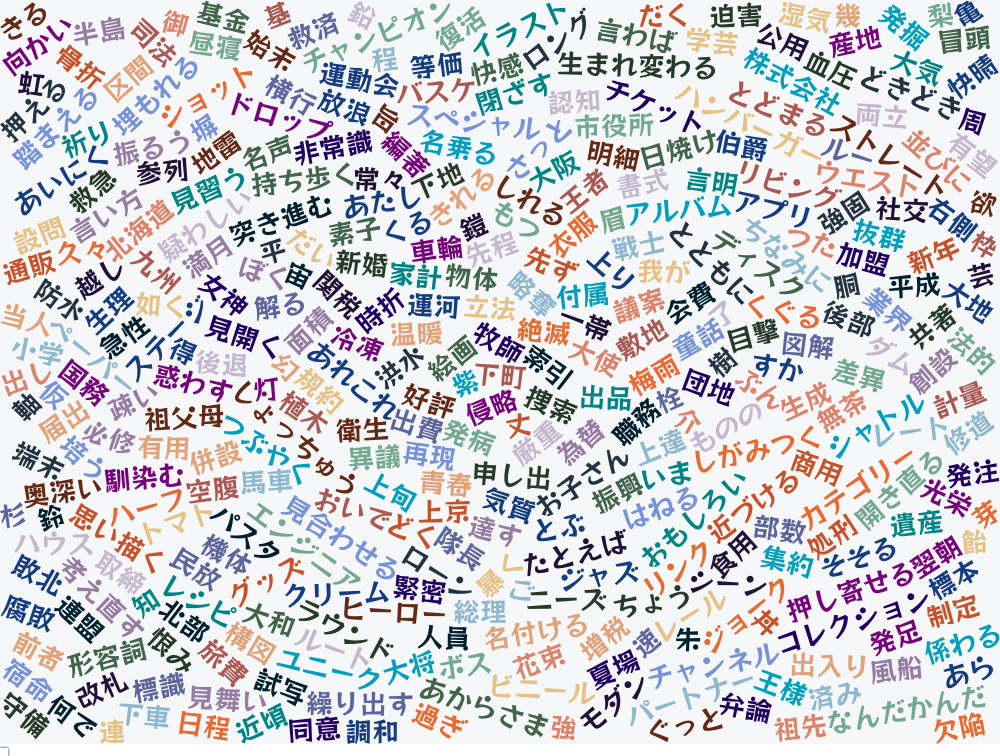 きる
向かい
半島
司法
御
基金
基
救済
鉛
チャンピオン
復活
イラスト
ロング
だく
言わば
迫害
学芸
湿気
幾
公用
産地
発掘
梨
亀
冒頭
虹
骨折
区間
昼寝
始末
程
等価
快感
生まれ変わる
株式会社
血圧
大気
どきどき
快晴
押える
踏まえる
祈り
埋もれる
ショット
横行
運動会
放浪
旨
バスケ
閉ざす
認知
チケット
ハンバーガー
とどまる
両立
周
ドロップ
堀
振るう
地雷
名声
非常識
編著
スペシャル
名乗る
さっと
市役所
大阪
明細
日焼け
伯爵
ルー
ストレート
並びに
有望
あいにく
救急
参列
見習う
持ち歩く
常々
下地
しれる
王者
書式
言明
リビング
ウエスト
欲
設問
言い方
北海道
疑わしい
突き進む
あたし
きれる
もつ
眉
アルバム
アプリ
強固
社交
右側
枠
通販
久々
九州
満月
平
だい
素子
くる
鎧
車輪
先程
衣服
戦士
とともに
ディスク
ちなみに
つた
抜群
加盟
新年
芸
防水
越し
生理
如く
ぼく
宙
新婚
家計
物体
先ず
上り
我が
胴
平成
大地
当人
ページ
女神
解る
関税
時折
運河
立法
略奪
付属
議案
会費
くぐる
後部
業界
共著
法的
小学
急性
ステージ
得
見開く
面積
冷凍
温暖
牧師
絶滅
一帯
敷地
童話
了
目撃
図解
ダム
創設
出し
国務
仮
パース
後退
幻
あれこれ
洪水
絵画
索引
大使
梅雨
樹
すか
差異
計量
軸
届出
疎い
惑わす
しょっちゅう
灯
規約
植木
好評
紫
下町
侵略
捜索
出品
団地
栓
ぶん
生成
無茶
シャトル
レート
修道
端末
培う
必修
祖父母
つぶやく
有用
併設
衛生
出費
発病
丈
厳重
為替
職務
介
上達
ものの
しがみつく
商用
奥深い
馴染む
空腹
馬車
異議
再現
青春
申し出
お子さん
振興
いま
はねる
おもしろい
近づける
カテゴリー
開き直る
光栄
発注
芽
杉
鈴
思い描く
ハーフ
トマト
パスタ
エンジニア
見合わせる
おいで
どく
上旬
上京
達す
気質
とぶ
たとえば
リンク
部数
処刑
遺産
飴
ハウス
考え直す
取締
民放
機体
グッズ
クリーム
ローン
隊長
緊密
暴く
ご
ジャズ
ニーズ
ちょう
ジーン
食用
集約
そそる
翌朝
押し寄せる
標本
敗北
腐敗
連盟
知
レシピ
北部
大和
ラウンド
ヒーロー
総理
人員
名付ける
増税
速
レール
朱
ジョーク
丼
コレクション
発足
制定
係わる
前者
形容詞
恨み
旅費
構図
ルート
ユニーク
大将
ボス
花束
夏場
チャンネル
王様
出入り
風船
あら
宿命
守備
何で
改札
標識
見舞い
試写
繰り出す
あからさま
ビニール
モダン
パートナー
済み
連
下車
日程
近頃
同意
調和
過ぎ
強
ぐっと
弁論
祖先
なんだかんだ
欠陥